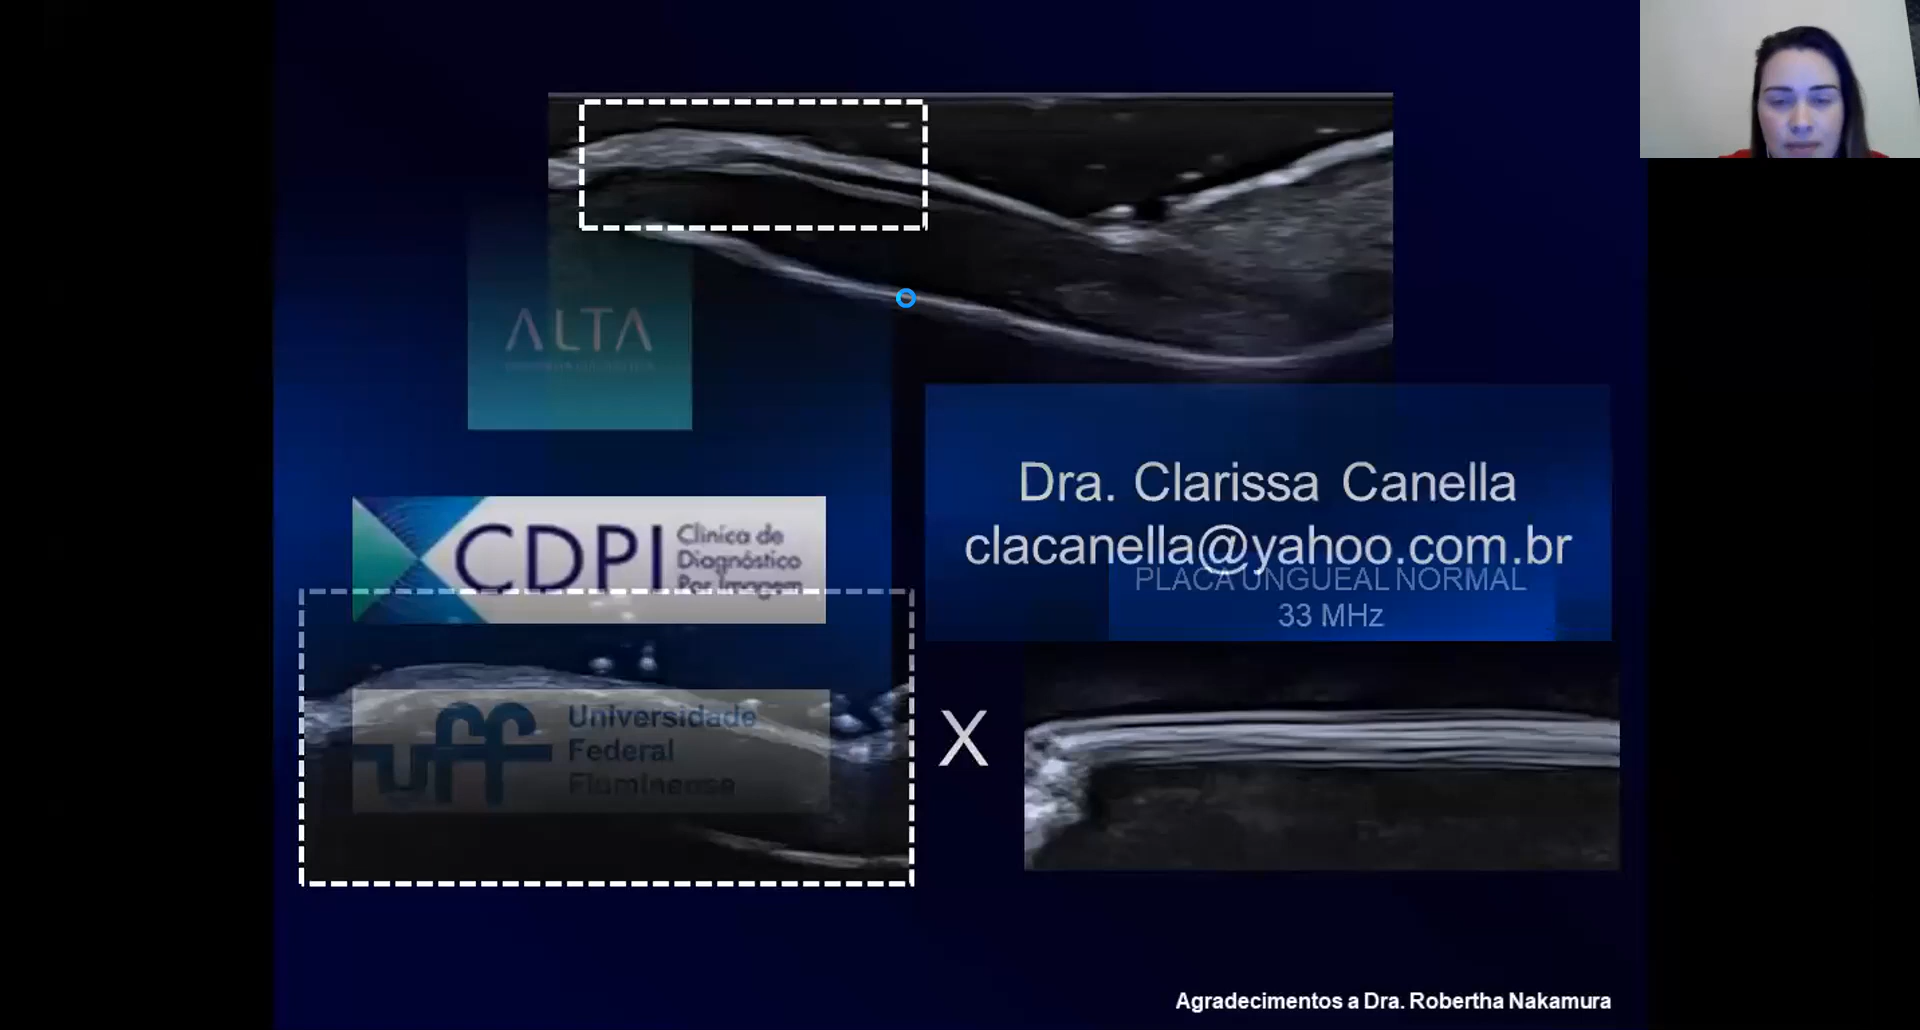 ALTA
Dra. Clarissa Canella
clacanella@yahoo.com.br
CDPI
Clínica de
Diagnóstico
Por Imagem
PLACA UNGUEAL NORMAL
33 MHz
uff
Universidade
Federal
Fluminense
X
Agradecimentos a Dra. Robertha Nakamura